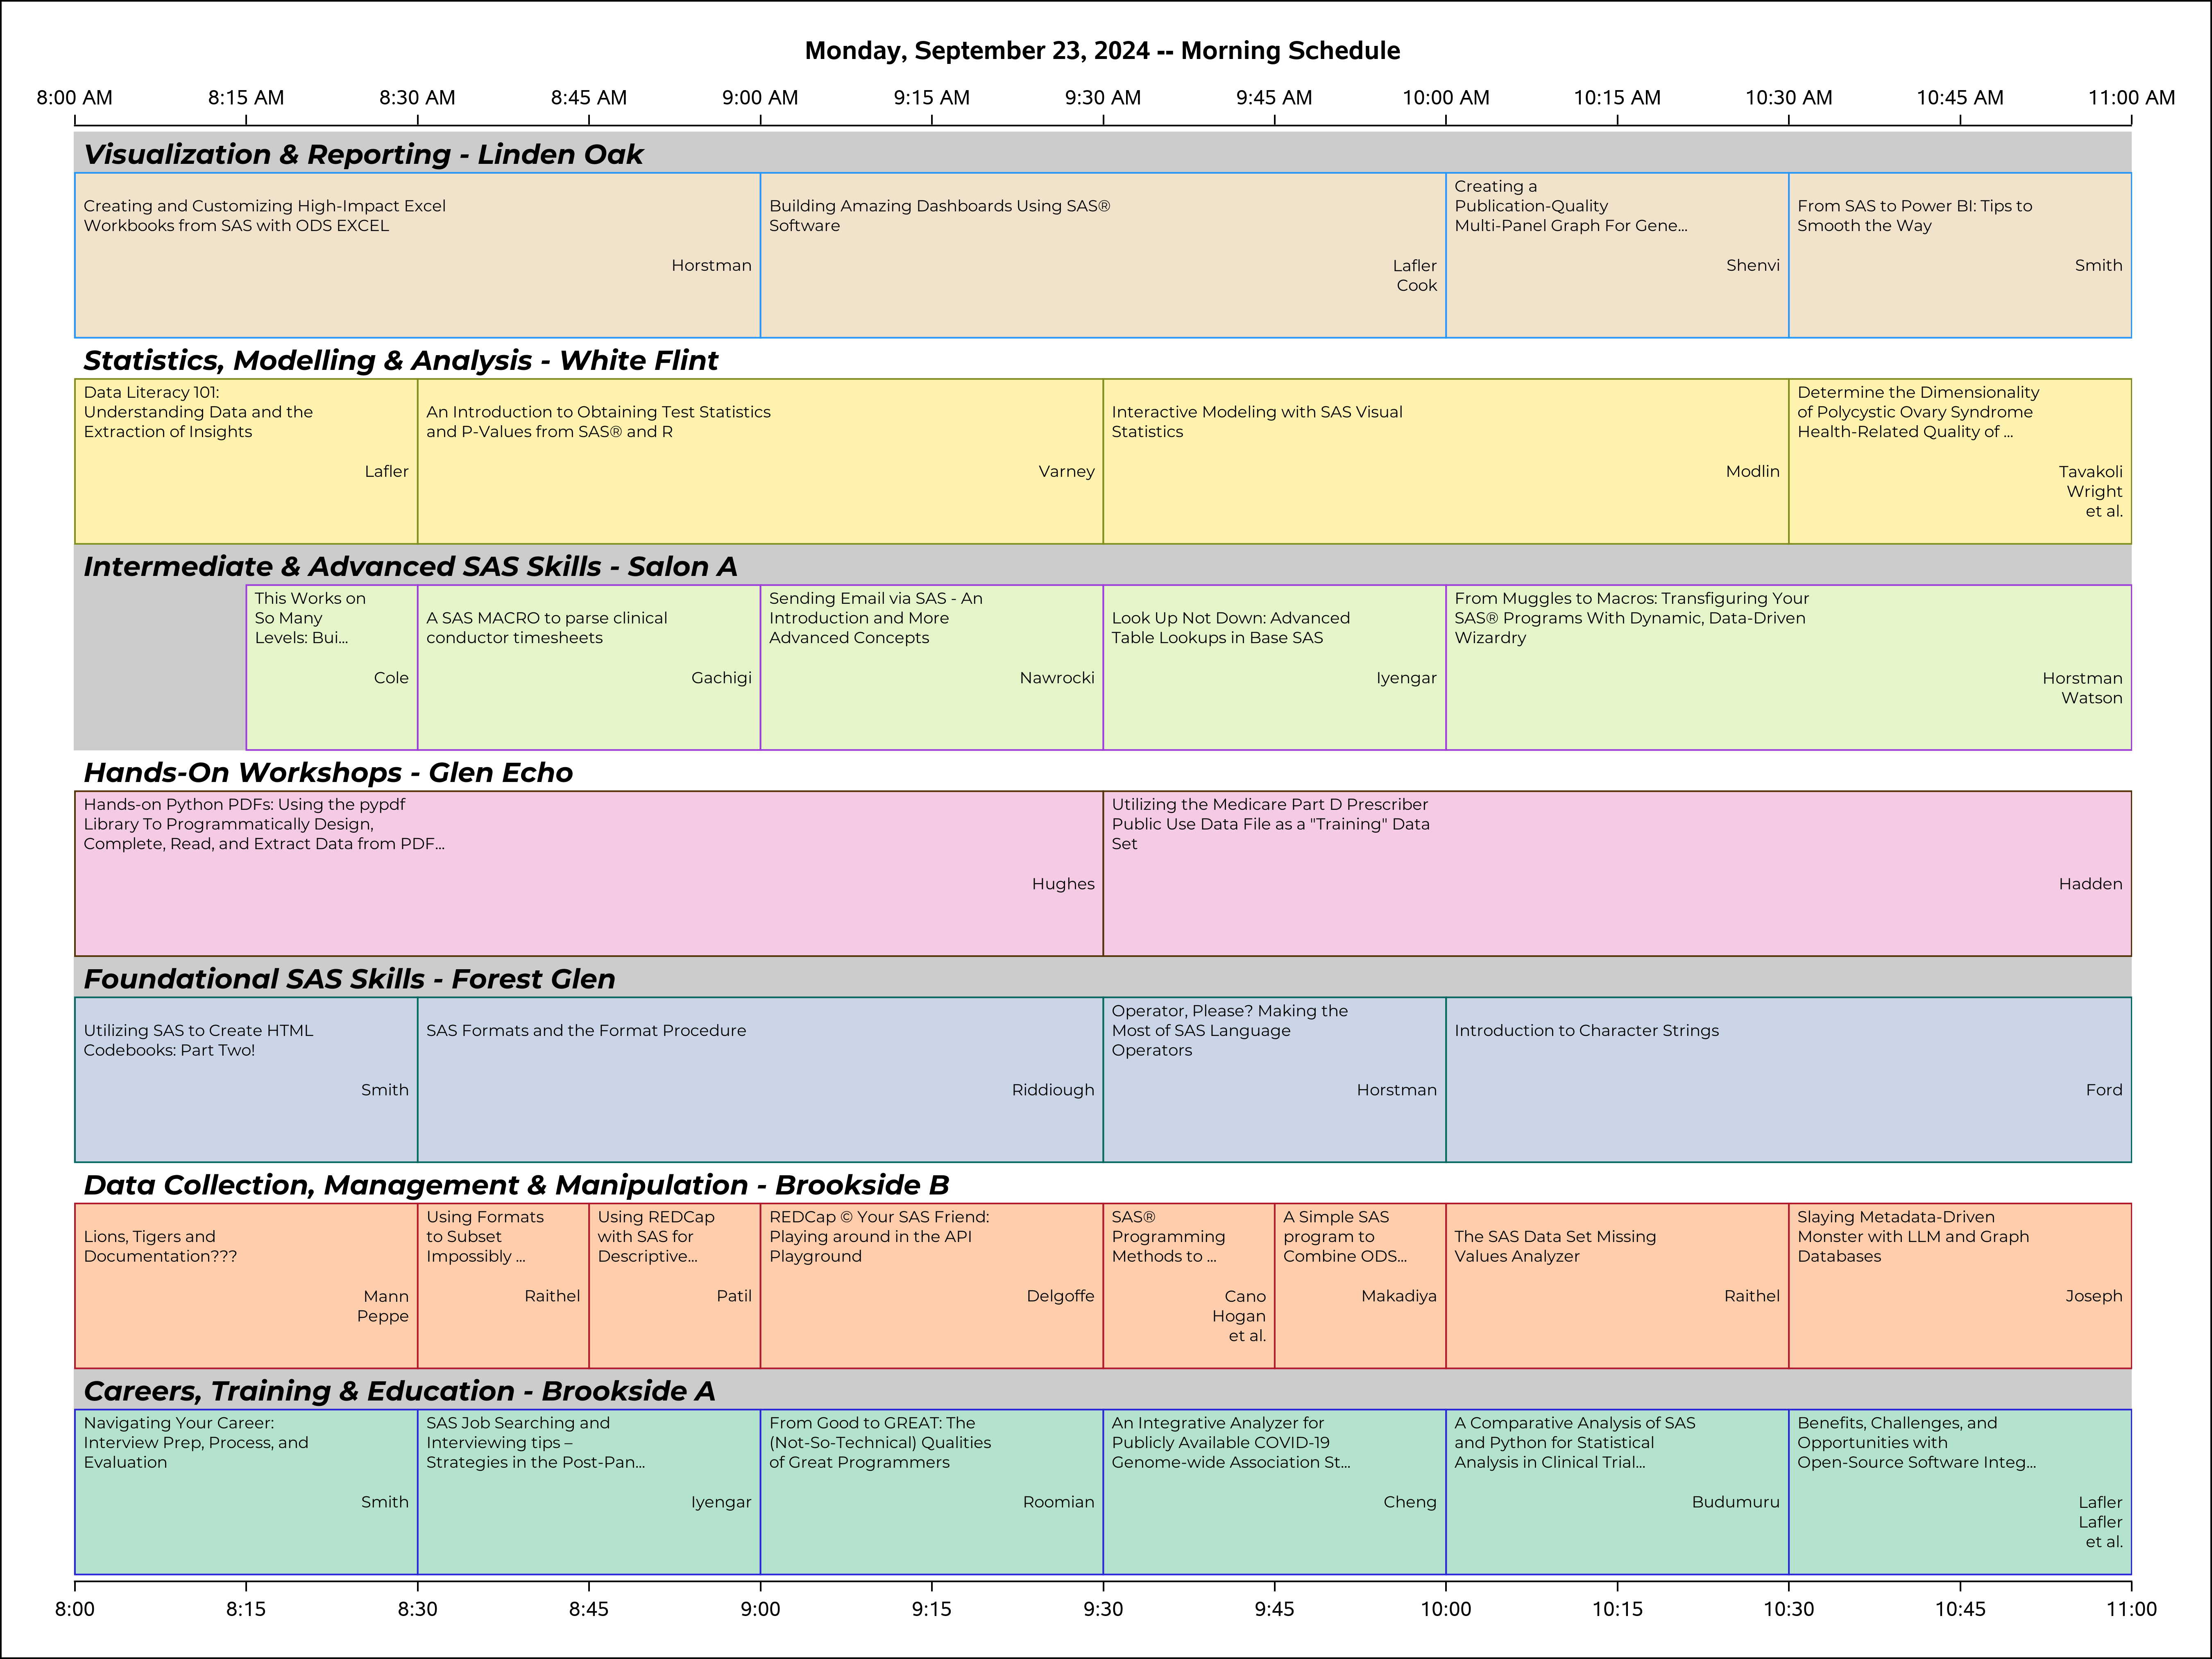 Monday, September 23, 2024 -- Morning Schedule
8:00 AM 8:15 AM 8:30 AM 8:45 AM 9:00 AM 9:15 AM 9:30 AM 9:45 AM 10:00 AM 10:15 AM 10:30 AM 10:45 AM 11:00 AM
Visualization & Reporting - Linden Oak
Creating and Customizing High-Impact Excel
Workbooks from SAS with ODS EXCEL
Horstman
Building Amazing Dashboards Using SAS®
Software
Lafler
Cook
Creating a
Publication-Quality
Multi-Panel Graph For Gene...
Shenvi
From SAS to Power BI: Tips to
Smooth the Way
Smith
Statistics, Modelling & Analysis - White Flint
Data Literacy 101:
Understanding Data and the
Extraction of Insights
Lafler
An Introduction to Obtaining Test Statistics
and P-Values from SAS® and R
Varney
Interactive Modeling with SAS Visual
Statistics
Modlin
Determine the Dimensionality
of Polycystic Ovary Syndrome
Health-Related Quality of ...
Tavakoli
Wright
et al.
Intermediate & Advanced SAS Skills - Salon A
This Works on
So Many
Levels: Bui...
Cole
A SAS MACRO to parse clinical
conductor timesheets
Gachigi
Sending Email via SAS - An
Introduction and More
Advanced Concepts
Nawrocki
Look Up Not Down: Advanced
Table Lookups in Base SAS
Iyengar
From Muggles to Macros: Transfiguring Your
SAS® Programs With Dynamic, Data-Driven
Wizardry
Horstman
Watson
Hands-On Workshops - Glen Echo
Hands-on Python PDFs: Using the pypdf
Library To Programmatically Design,
Complete, Read, and Extract Data from PDF...
Hughes
Utilizing the Medicare Part D Prescriber
Public Use Data File as a "Training" Data
Set
Hadden
Foundational SAS Skills - Forest Glen
Utilizing SAS to Create HTML
Codebooks: Part Two!
Smith
SAS Formats and the Format Procedure
Riddiough
Operator, Please? Making the
Most of SAS Language
Operators
Horstman
Introduction to Character Strings
Ford
Data Collection, Management & Manipulation - Brookside B
Lions, Tigers and
Documentation???
Mann
Peppe
Using Formats
to Subset
Impossibly ...
Raithel
Using REDCap
with SAS for
Descriptive...
Patil
REDCap © Your SAS Friend:
Playing around in the API
Playground
Delgoffe
SAS®
Programming
Methods to ...
Cano
Hogan
et al.
A Simple SAS
program to
Combine ODS...
Makadiya
The SAS Data Set Missing
Values Analyzer
Raithel
Slaying Metadata-Driven
Monster with LLM and Graph
Databases
Joseph
Careers, Training & Education - Brookside A
Navigating Your Career:
Interview Prep, Process, and
Evaluation
Smith
SAS Job Searching and
Interviewing tips –
Strategies in the Post-Pan...
Iyengar
From Good to GREAT: The
(Not-So-Technical) Qualities
of Great Programmers
Roomian
An Integrative Analyzer for
Publicly Available COVID-19
Genome-wide Association St...
Cheng
A Comparative Analysis of SAS
and Python for Statistical
Analysis in Clinical Trial...
Budumuru
Benefits, Challenges, and
Opportunities with
Open-Source Software Integ...
Lafler
Lafler
et al.
8:00 8:15 8:30 8:45 9:00 9:15 9:30 9:45 10:00 10:15 10:30 10:45 11:00